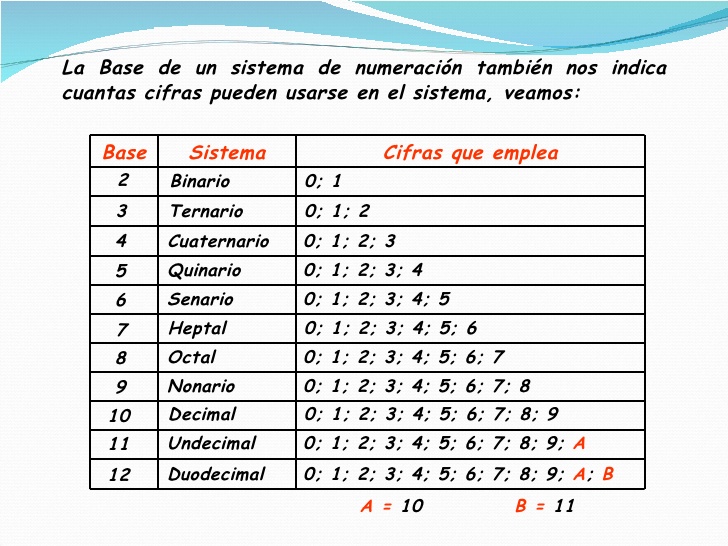 La Base de un sistema de numeración también nos indica
cuantas cifras pueden usarse en el sistema, veamos:
Base Sistema Cifras que emplea
2 Binario 0; 1
3 Ternario 0; 1; 2
4 Cuaternario 0; 1; 2; 3
5 Quinario 0; 1; 2; 3; 4
6 Senario 0; 1; 2; 3; 4; 5
7 Heptal 0; 1; 2; 3; 4; 5; 6
8 Octal 0; 1; 2; 3; 4; 5; 6; 7
9 Nonario 0; 1; 2; 3; 4; 5; 6; 7; 8
10 Decimal 0; 1; 2; 3; 4; 5; 6; 7; 8; 9
11 Undecimal 0; 1; 2; 3; 4; 5; 6; 7; 8; 9; A
12 Duodecimal 0; 1; 2; 3; 4; 5; 6; 7; 8; 9; A; B
A = 10 B = 11